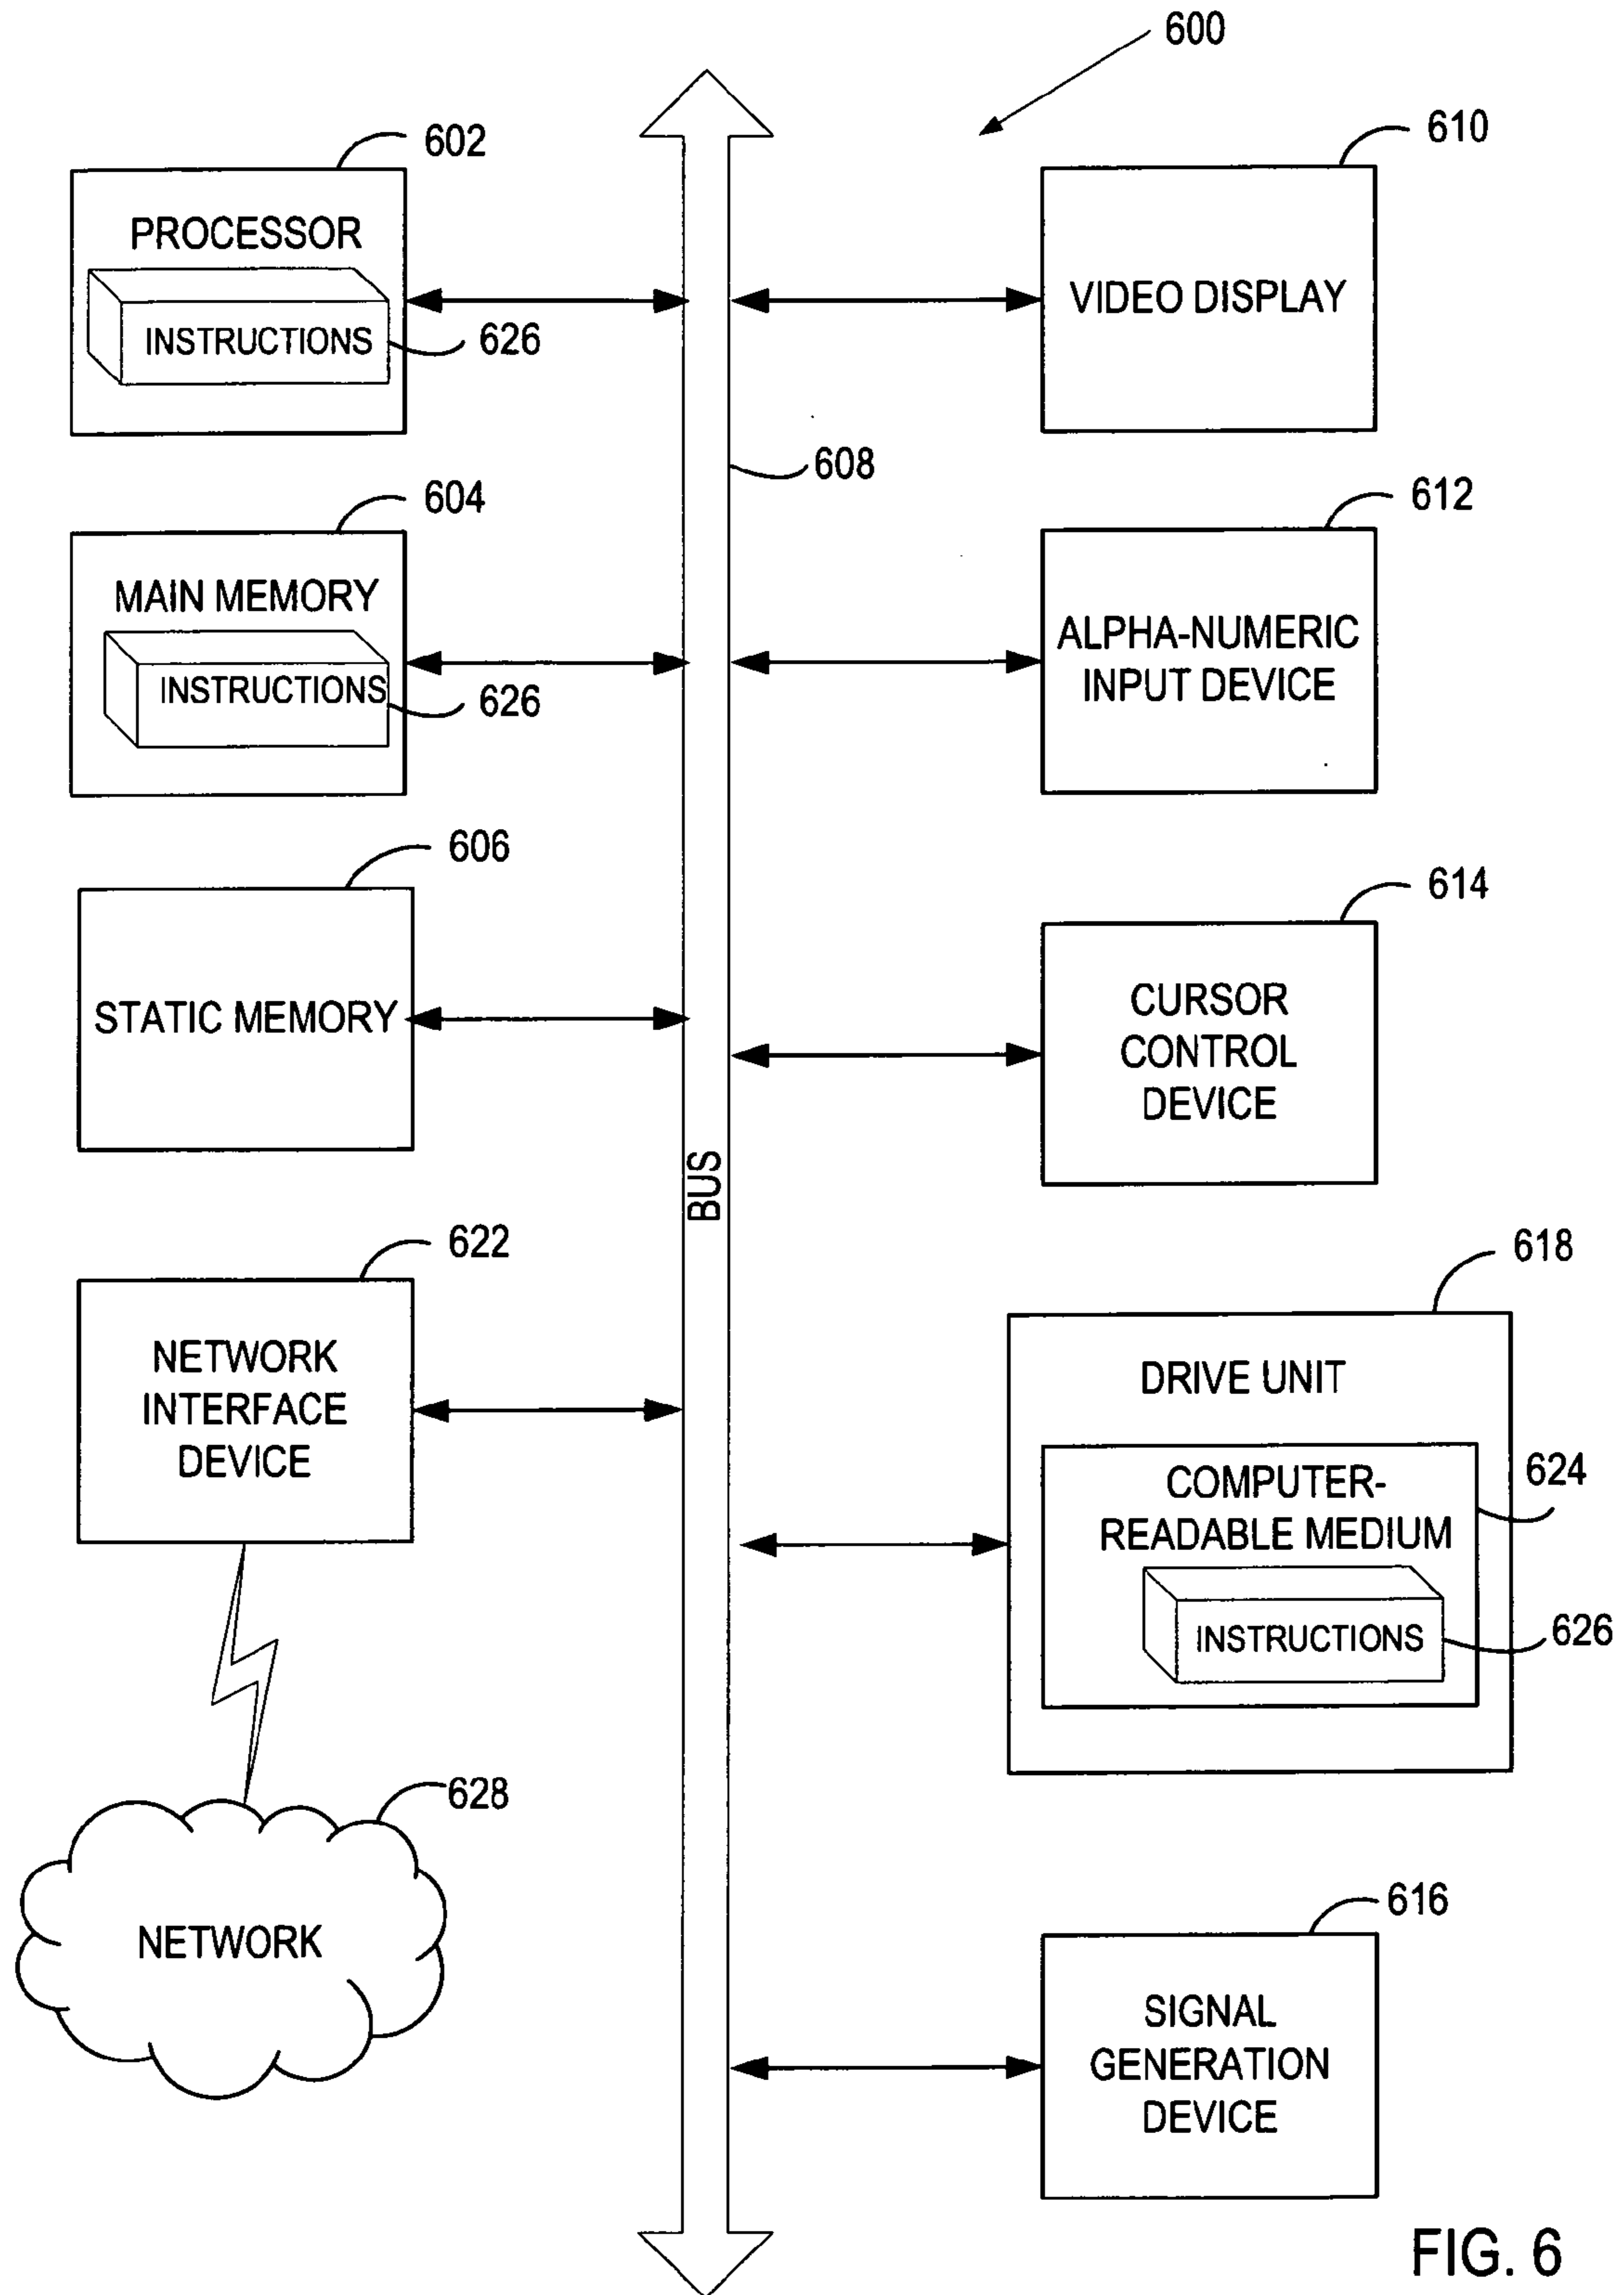 600
602
PROCESSOR
INSTRUCTIONS
626
610
VIDEO DISPLAY
608
604
MAIN MEMORY
INSTRUCTIONS
626
612
ALPHA-NUMERIC
INPUT DEVICE
606
STATIC MEMORY
614
CURSOR
CONTROL
DEVICE
BUS
622
NETWORK
INTERFACE
DEVICE
618
DRIVE UNIT
624
COMPUTER-
READABLE MEDIUM
INSTRUCTIONS
626
628
NETWORK
616
SIGNAL
GENERATION
DEVICE
FIG. 6